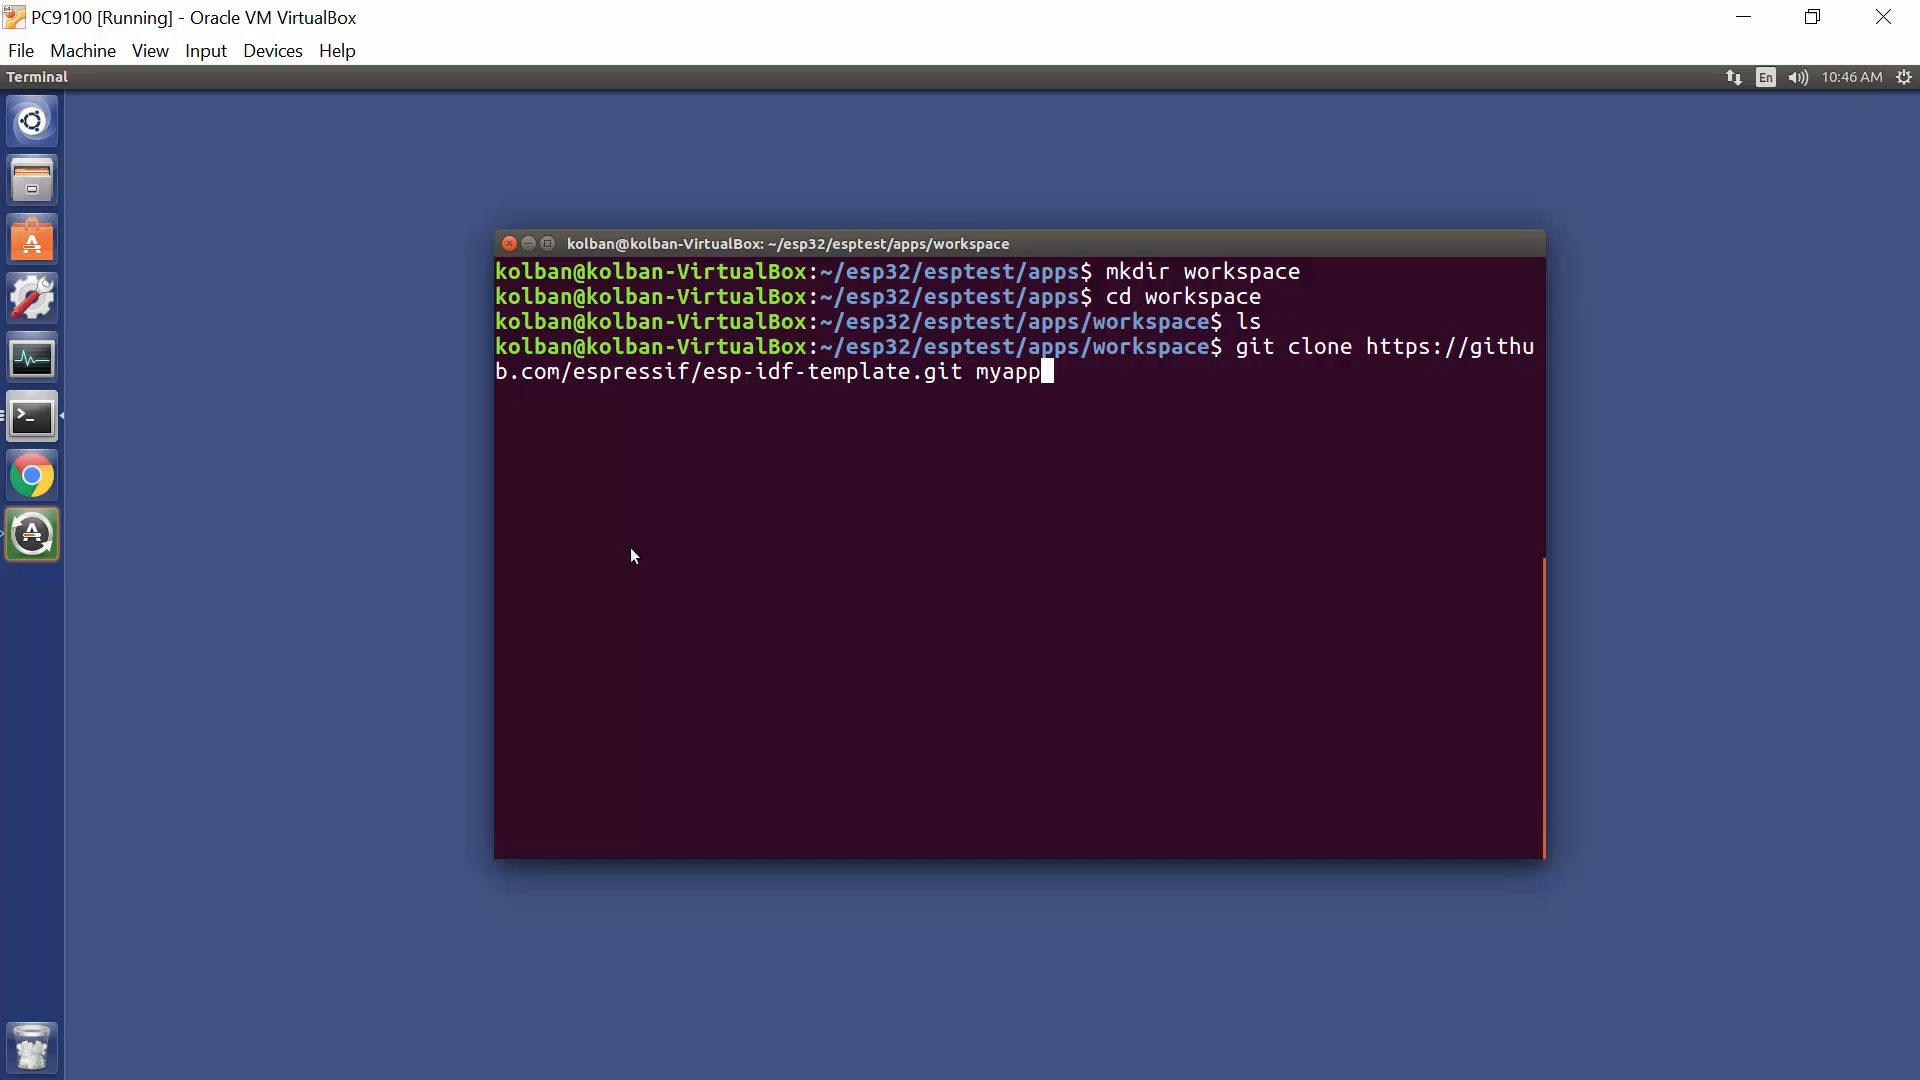 PC9100 [Running] - Oracle VM VirtualBox
File Machine View Input Devices Help
Terminal En 10:46 AM
kolban@kolban-VirtualBox: ~/esp32/esptest/apps/workspace
kolban@kolban-VirtualBox:~/esp32/esptest/apps$ mkdir workspace
kolban@kolban-VirtualBox:~/esp32/esptest/apps$ cd workspace
kolban@kolban-VirtualBox:~/esp32/esptest/apps/workspace$ ls
kolban@kolban-VirtualBox:~/esp32/esptest/apps/workspace$ git clone https://githu
b.com/espressif/esp-idf-template.git myapp